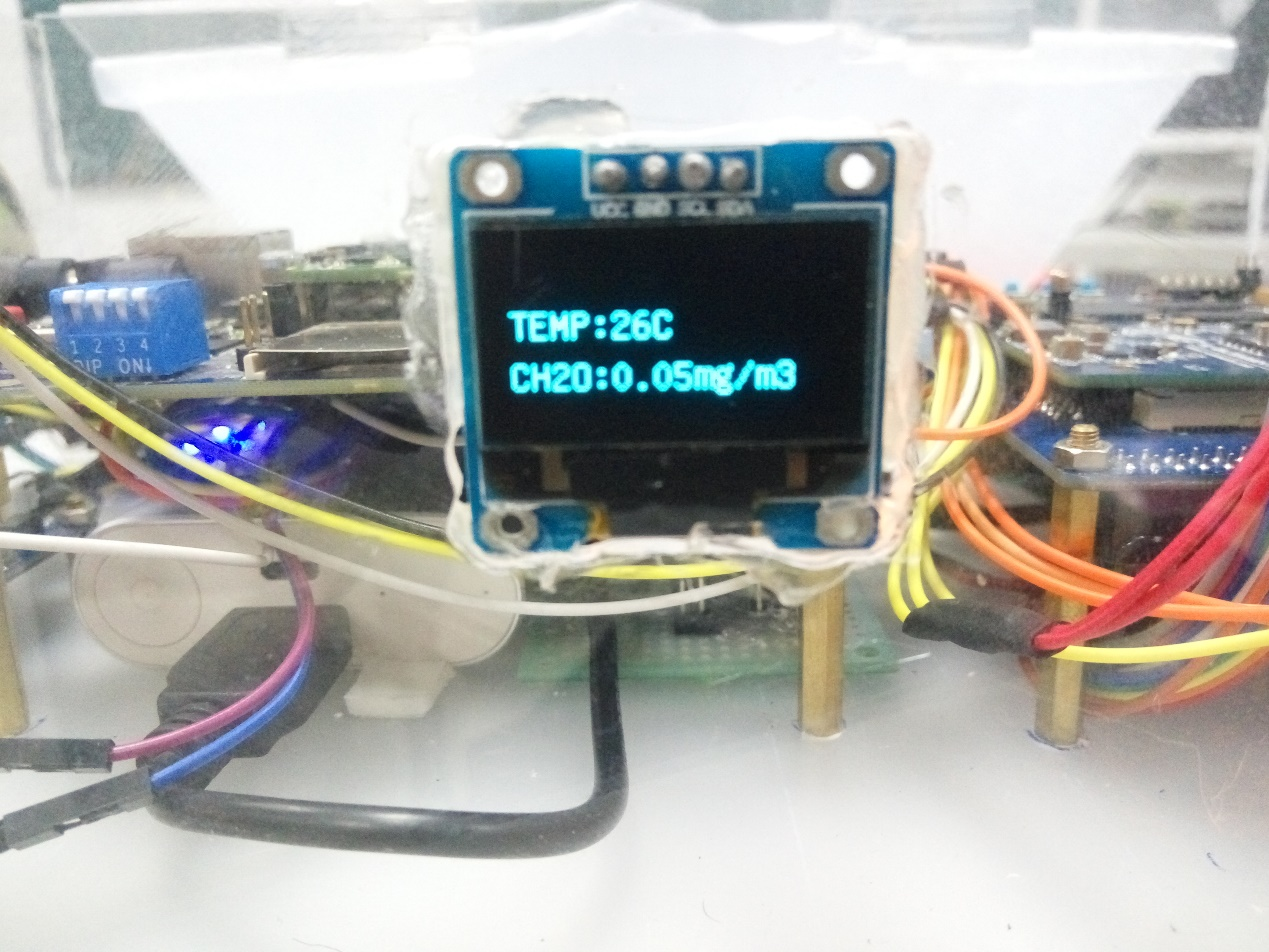 VCC GND SCL SDA
TEMP:26C
CH2O:0.05mg/m3
1 2 3 4
DIP ON↓